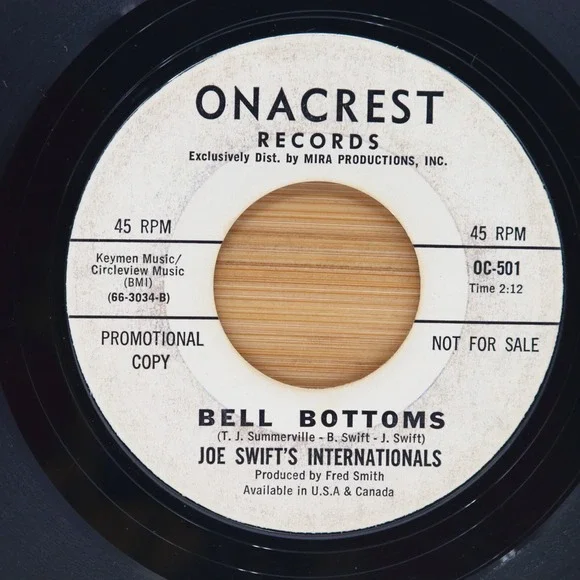 ONACREST
RECORDS
Exclusively Dist. by MIRA PRODUCTIONS, INC.
45 RPM
45 RPM
Keymen Music/
Circleview Music
(BMI)
(66-3034-B)
OC-501
Time 2:12
PROMOTIONAL
COPY
NOT FOR SALE
BELL BOTTOMS
(T. J. Summerville - B. Swift - J. Swift)
JOE SWIFT'S INTERNATIONALS
Produced by Fred Smith
Available in U.S.A & Canada